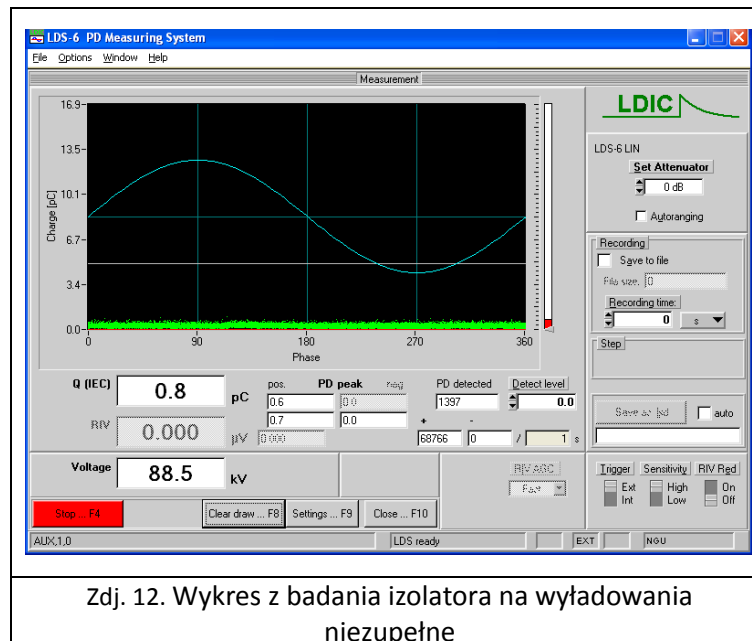 LDS-6 PD Measuring System
File Options Window Help
Measurement
16.9
13.5
10.1
6.7
3.4
0.0
Charge [pC]
0 90 180 270 360
Phase
LDIC
LDS-6 LIN
Set Attenuator
0 dB
Autoranging
Recording
Save to file
File size, 0
Recording time:
0 s
Step
Save as lpd auto
Q (IEC) 0.8 pC
pos. PD peak neg
0.6 0.0
0.7 0.0
PD detected
1397
Detect level
0.0
RIV 0.000 µV 0.000
+ -
68766 0 / 1 s
Voltage 88.5 kV
RIV AGC
Fast
Trigger Sensitivity RIV Red
Ext High On
Int Low Off
Stop ... F4 Clear draw ... F8 Settings ... F9 Close ... F10
AUX,1,0 LDS ready EXT NGU
Zdj. 12. Wykres z badania izolatora na wyładowania
niezupełne